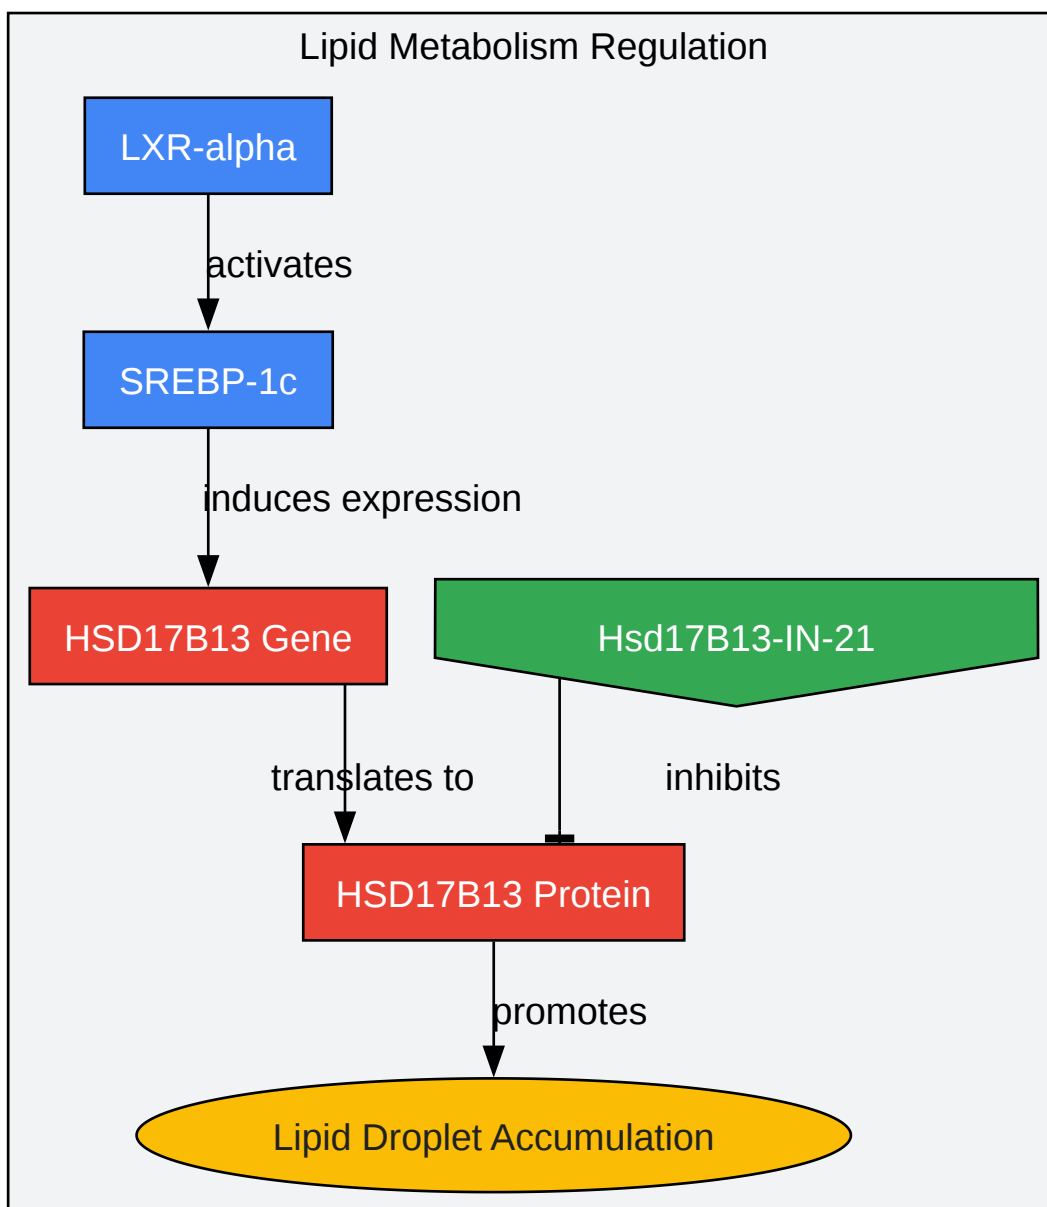 Lipid Metabolism Regulation
LXR-alpha
activates
SREBP-1c
induces expression
HSD17B13 Gene
Hsd17B13-IN-21
translates to
inhibits
HSD17B13 Protein
promotes
Lipid Droplet Accumulation